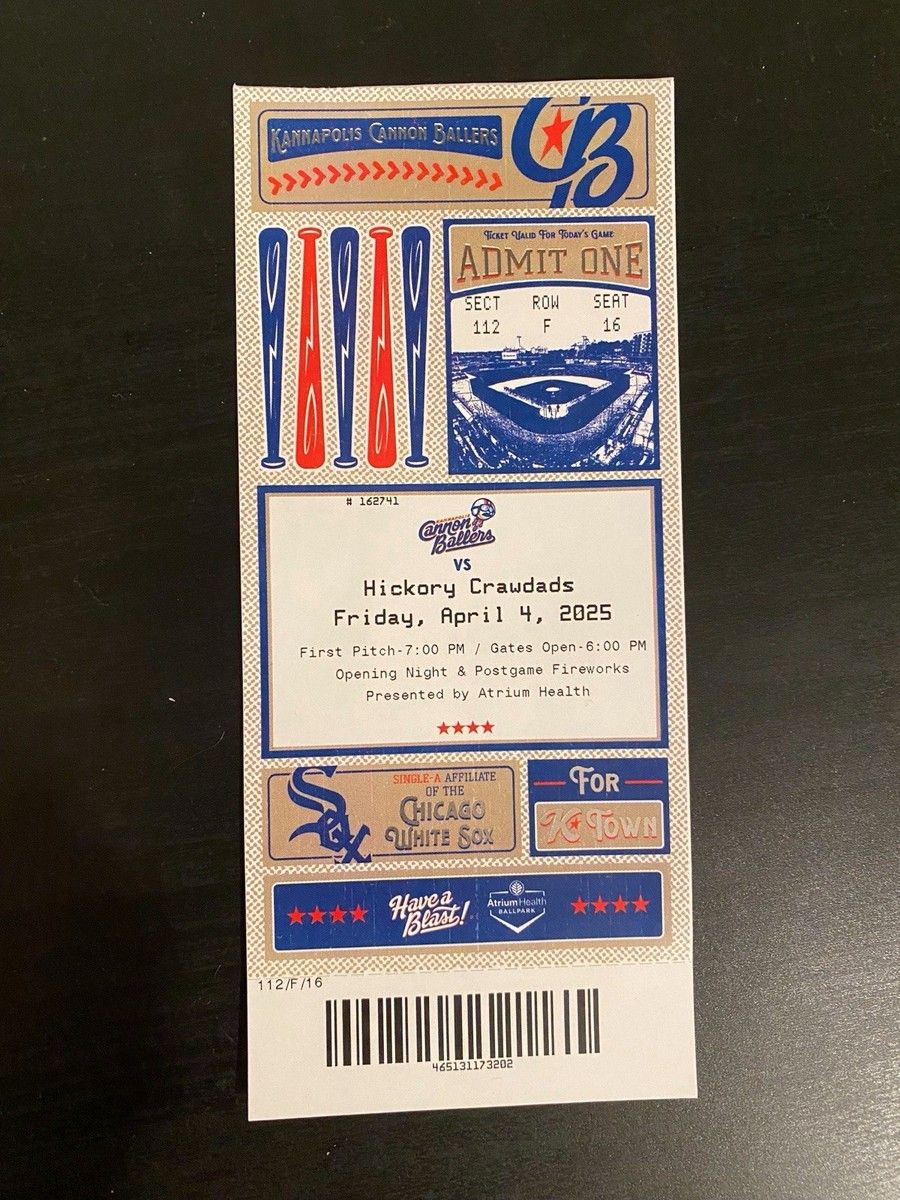 KANNAPOLIS CANNON BALLERS
CB
TICKET VALID FOR TODAY'S GAME
ADMIT ONE
SECT ROW SEAT
112 F 16
# 162741
KANNAPOLIS
Cannon
Ballers
VS
Hickory Crawdads
Friday, April 4, 2025
First Pitch-7:00 PM / Gates Open-6:00 PM
Opening Night & Postgame Fireworks
Presented by Atrium Health
Sox
SINGLE-A AFFILIATE
OF THE
CHICAGO
WHITE SOX
FOR
K TOWN
Have a
Blast!
Atrium Health
BALLPARK
112/F/16
465131173202